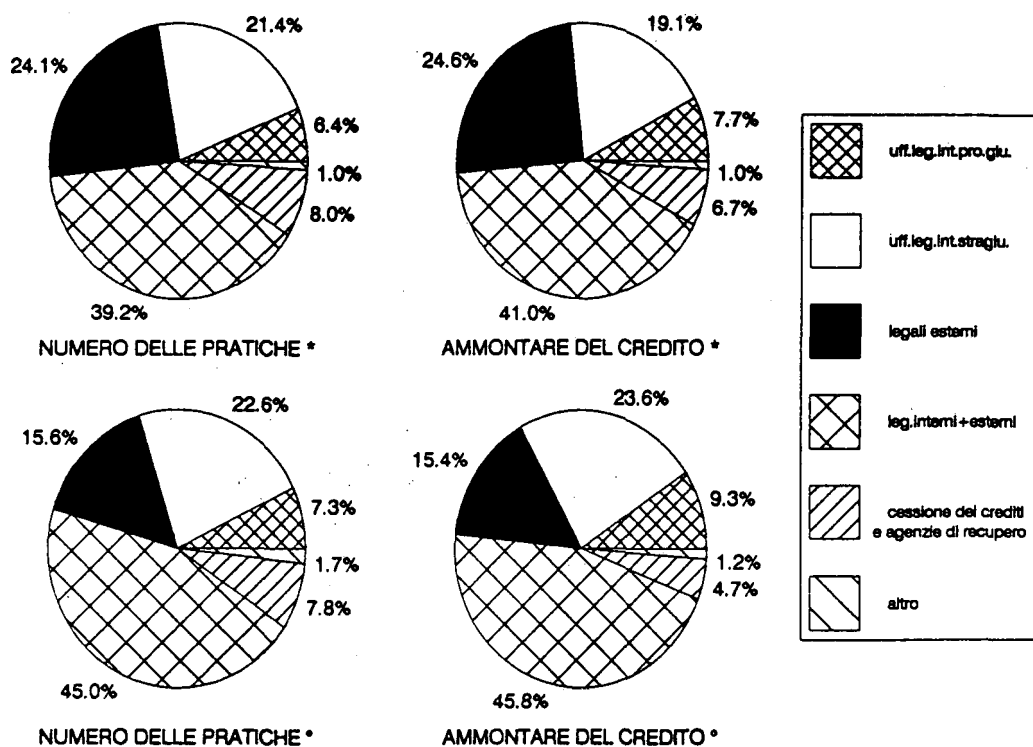 21.4%
24.1%
6.4%
1.0%
8.0%
39.2%
NUMERO DELLE PRATICHE *
19.1%
24.6%
7.7%
1.0%
6.7%
41.0%
AMMONTARE DEL CREDITO *
22.6%
15.6%
7.3%
1.7%
7.8%
45.0%
NUMERO DELLE PRATICHE °
23.6%
15.4%
9.3%
1.2%
4.7%
45.8%
AMMONTARE DEL CREDITO °
uff.leg.int.pro.giu.
uff.leg.int.stragiu.
legali esterni
leg.interni+esterni
cessione dei crediti
e agenzie di recupero
altro